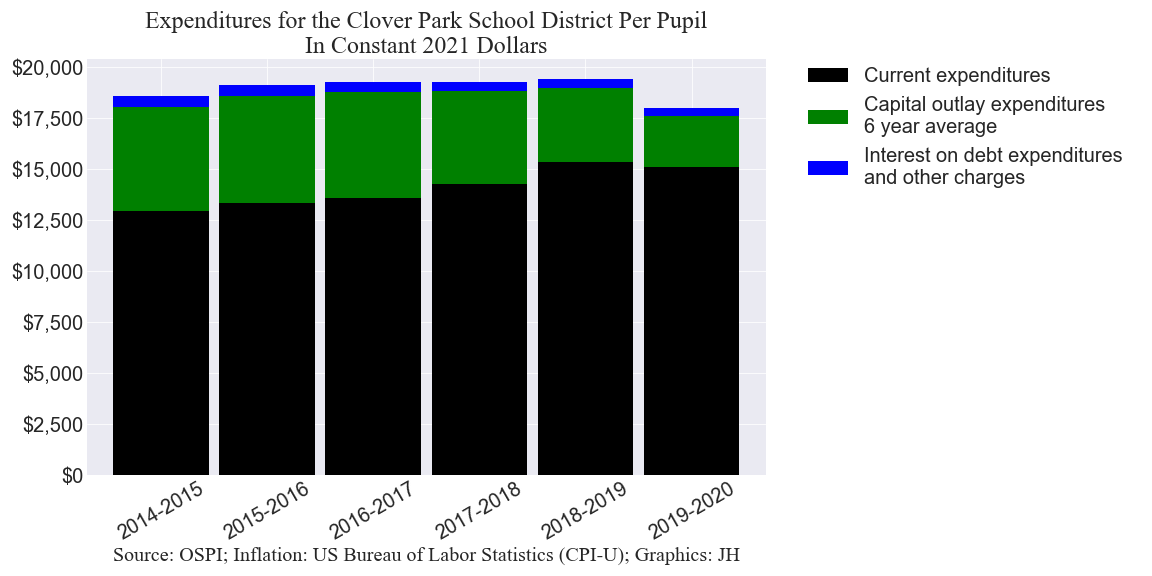 Expenditures for the Clover Park School District Per Pupil
In Constant 2021 Dollars
$20,000
$17,500
$15,000
$12,500
$10,000
$7,500
$5,000
$2,500
$0
2014-2015
2015-2016
2016-2017
2017-2018
2018-2019
2019-2020
Source: OSPI; Inflation: US Bureau of Labor Statistics (CPI-U); Graphics: JH
Current expenditures
Capital outlay expenditures
6 year average
Interest on debt expenditures
and other charges